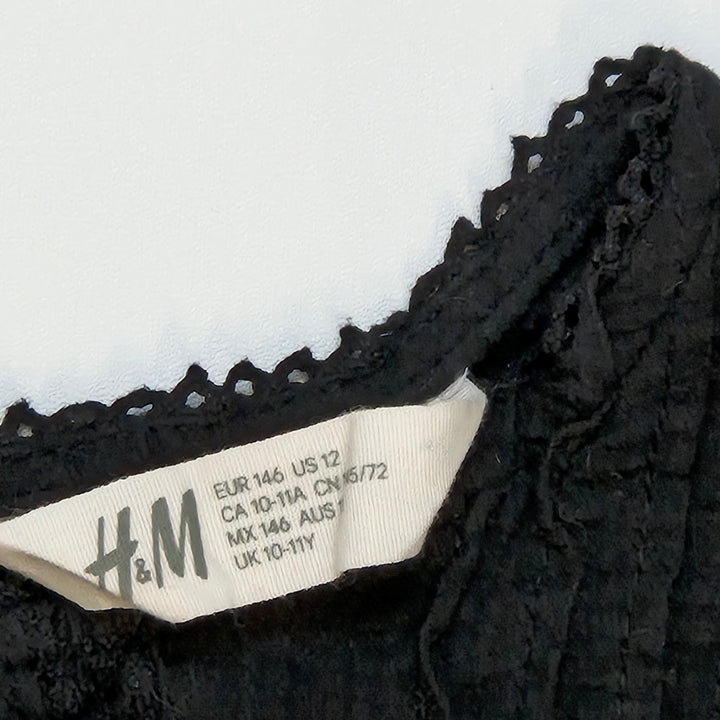 H&M
EUR 146 US 12
CA 10-11A CN
MX 146 AUS
UK 10-11Y